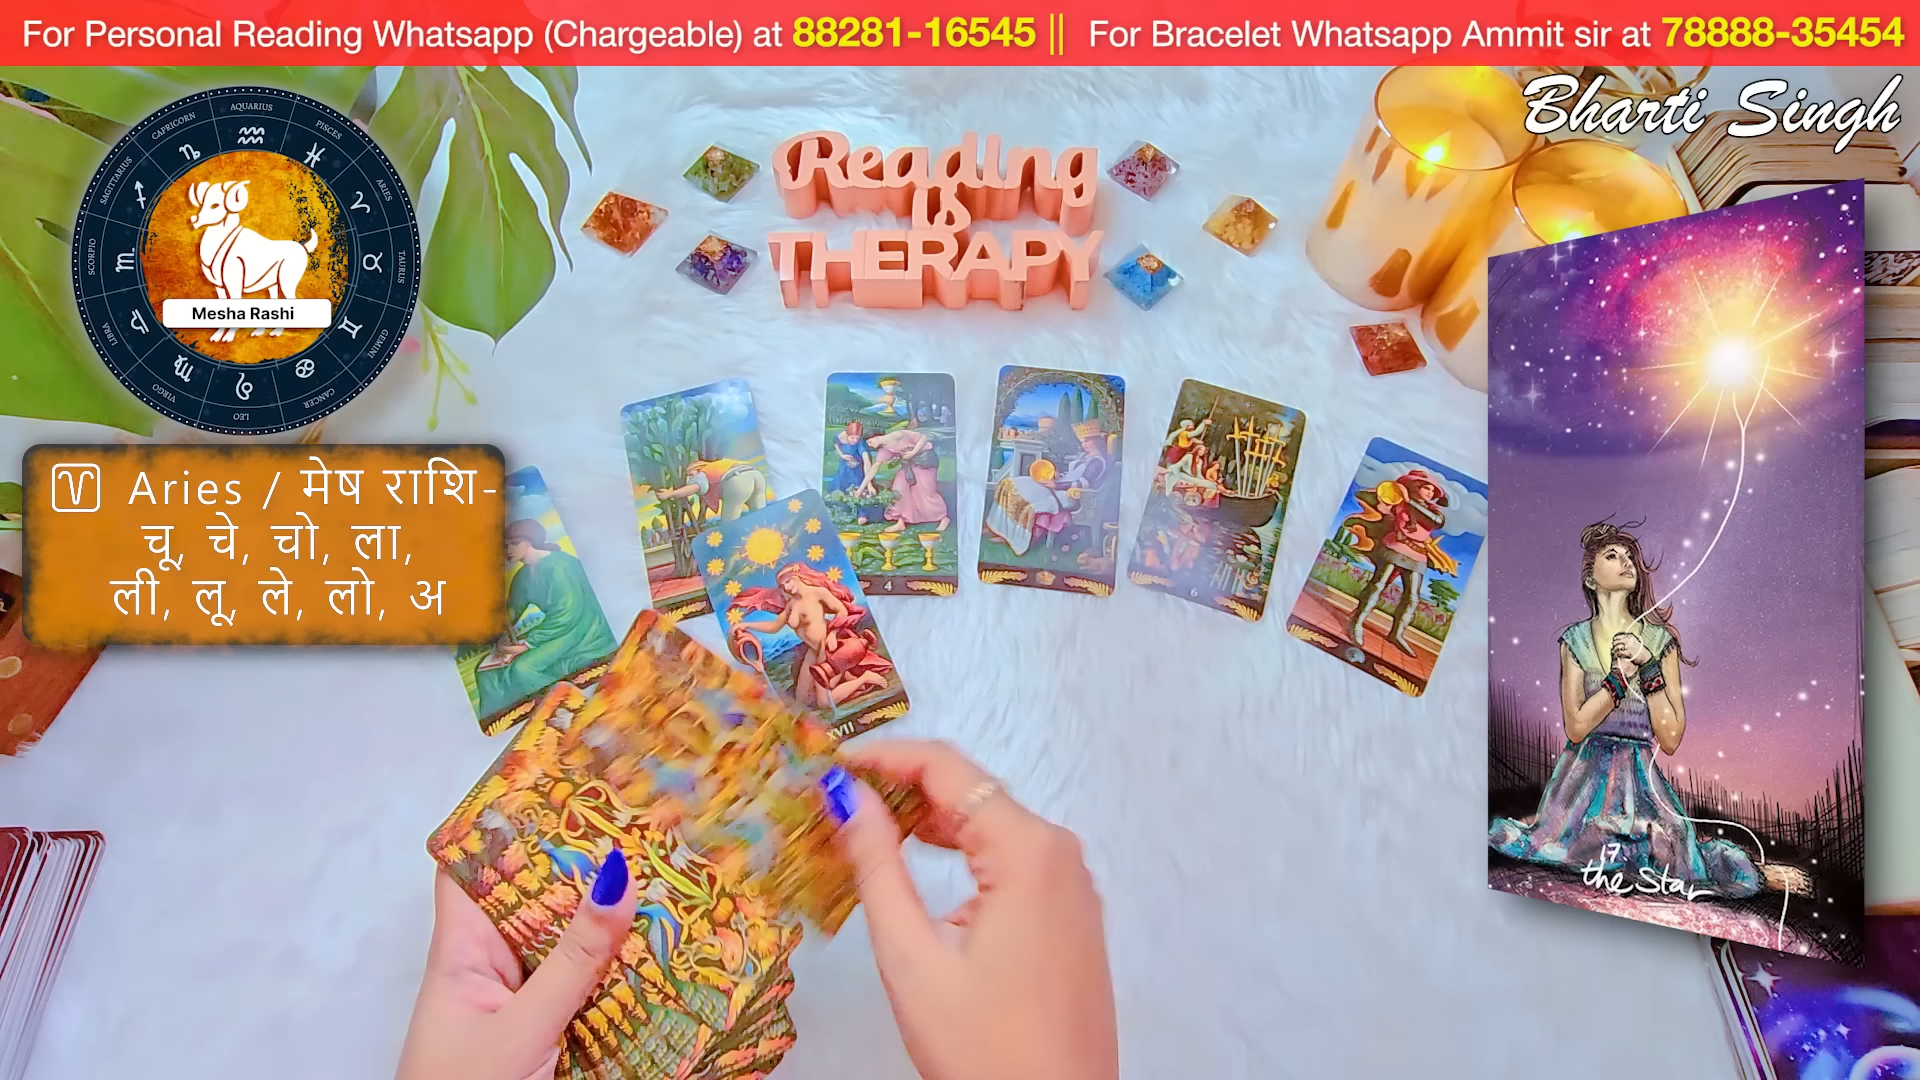 For Personal Reading Whatsapp (Chargeable) at 88281-16545 || For Bracelet Whatsapp Ammit sir at 78888-35454
Bharti Singh
AQUARIUS
PISCES
ARIES
TAURUS
GEMINI
CANCER
LEO
VIRGO
LIBRA
SCORPIO
SAGITTARIUS
CAPRICORN
Mesha Rashi
Reading
is
THERAPY
Aries / मेष राशि-
चू, चे, चो, ला,
ली, लू, ले, लो, अ
4
6
XVII
17.
the Star